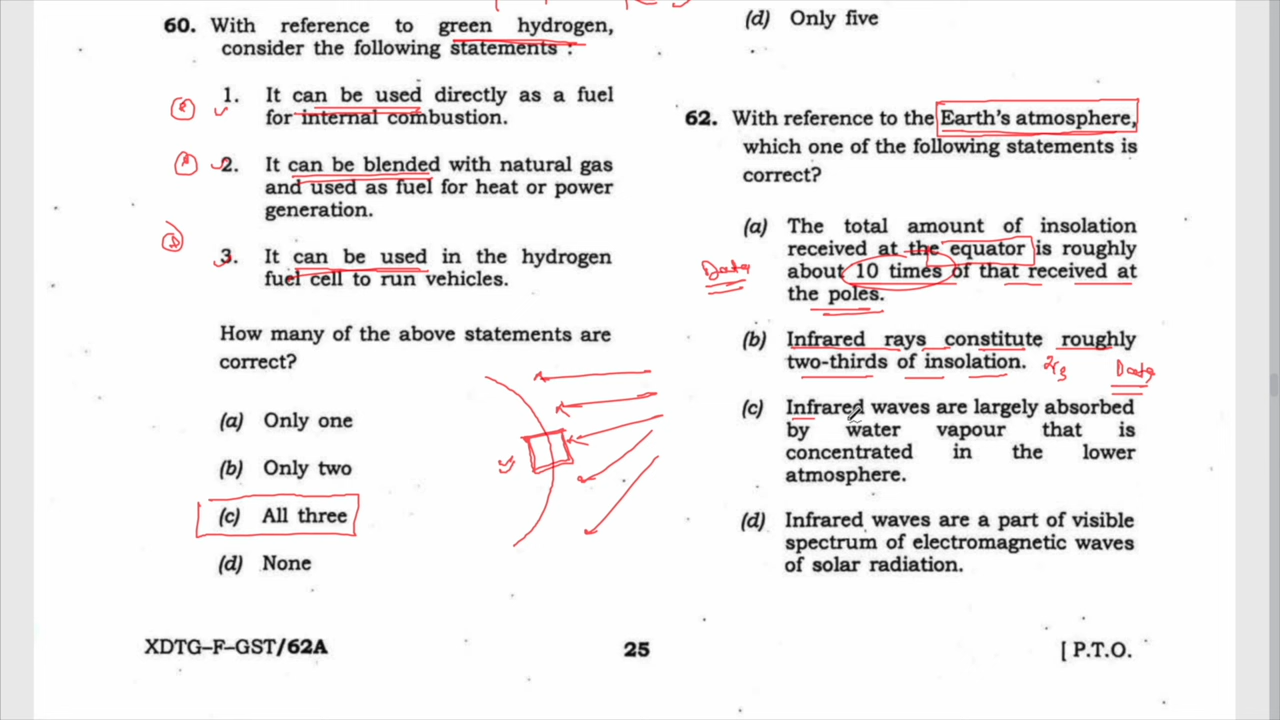 60. With reference to green hydrogen,
consider the following statements :
1. It can be used directly as a fuel
for internal combustion.
2. It can be blended with natural gas
and used as fuel for heat or power
generation.
3. It can be used in the hydrogen
fuel cell to run vehicles.
How many of the above statements are
correct?
(a) Only one
(b) Only two
(c) All three
(d) None
(d) Only five
62. With reference to the Earth's atmosphere,
which one of the following statements is
correct?
(a) The total amount of insolation
received at the equator is roughly
about 10 times of that received at
the poles.
Data
(b) Infrared rays constitute roughly
two-thirds of insolation.
Data
(c) Infrared waves are largely absorbed
by water vapour that is
concentrated in the lower
atmosphere.
(d) Infrared waves are a part of visible
spectrum of electromagnetic waves
of solar radiation.
XDTG-F-GST/62A
25
[ P.T.O.